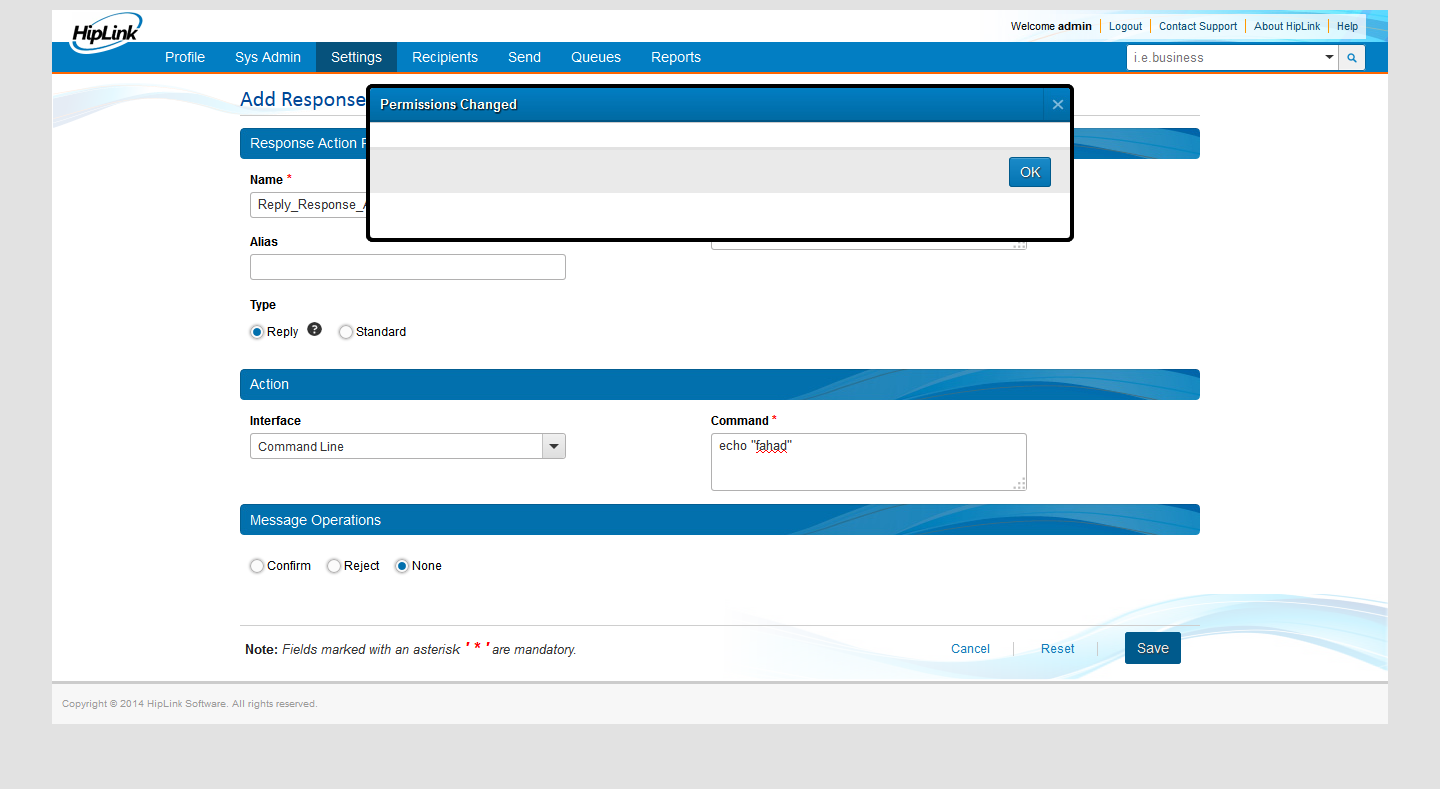 HipLink
Welcome admin Logout Contact Support About HipLink Help
Profile Sys Admin Settings Recipients Send Queues Reports i.e.business
Add Response
Permissions Changed
Response Action
OK
Name *
Reply_Response_
Alias
Type
Reply ? Standard
Action
Interface Command *
Command Line echo "fahad"
Message Operations
Confirm Reject None
Note: Fields marked with an asterisk ' * ' are mandatory. Cancel Reset Save
Copyright © 2014 HipLink Software. All rights reserved.